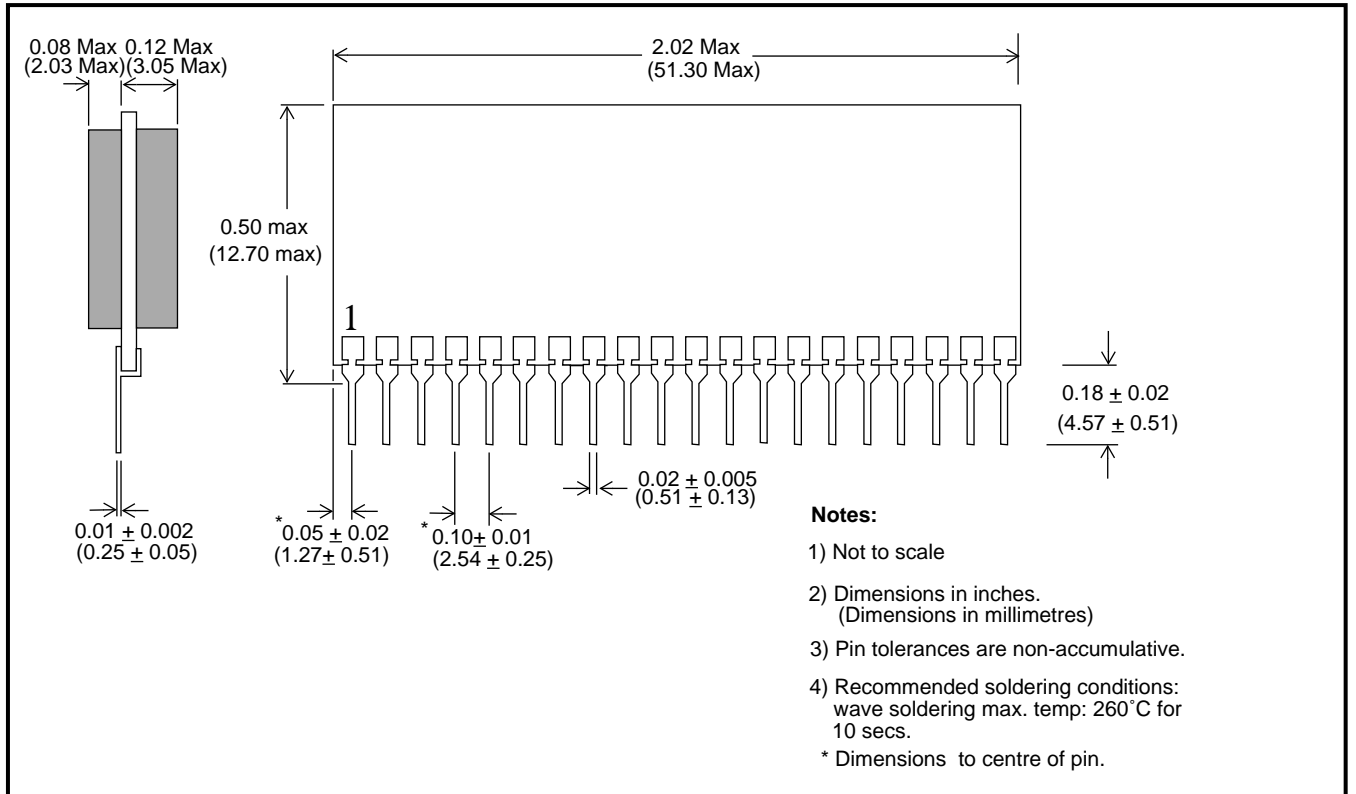 0.08 Max 0.12 Max
(2.03 Max)(3.05 Max)
2.02 Max
(51.30 Max)
0.50 max
(12.70 max)
1
0.18 ± 0.02
(4.57 ± 0.51)
0.02 ± 0.005
(0.51 ± 0.13)
0.01 ± 0.002
(0.25 ± 0.05)
*0.05 ± 0.02
(1.27± 0.51)
*0.10± 0.01
(2.54 ± 0.25)
Notes:
1) Not to scale
2) Dimensions in inches.
(Dimensions in millimetres)
3) Pin tolerances are non-accumulative.
4) Recommended soldering conditions:
wave soldering max. temp: 260˚C for
10 secs.
* Dimensions to centre of pin.